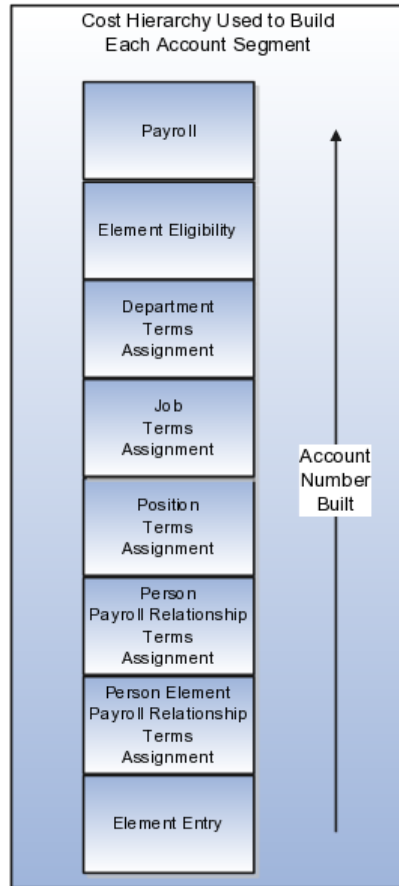 Cost Hierarchy Used to Build
Each Account Segment
Payroll
Element Eligibility
Department
Terms
Assignment
Job
Terms
Assignment
Position
Terms
Assignment
Person
Payroll Relationship
Terms
Assignment
Person Element
Payroll Relationship
Terms
Assignment
Element Entry
Account
Number
Built